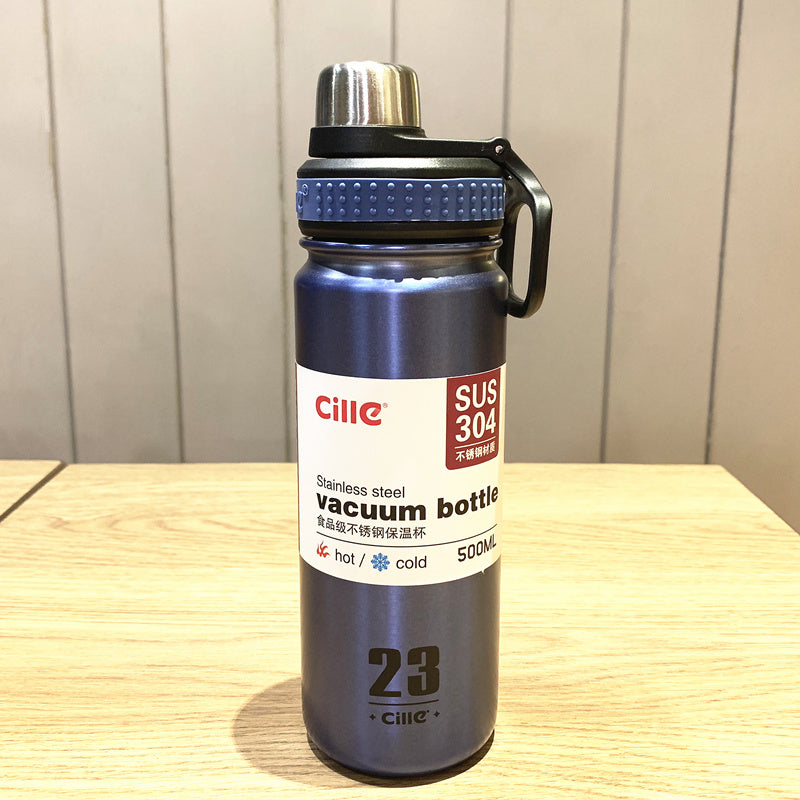 Cille®
SUS
304
不锈钢材质
Stainless steel
vacuum bottle
食品级不锈钢保温杯
hot / cold
500ML
23
Cille